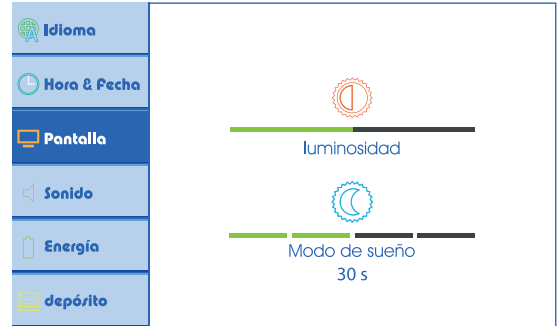 Idioma
Hora & Fecha
Pantalla
Sonido
Energía
depósito
luminosidad
Modo de sueño
30 s